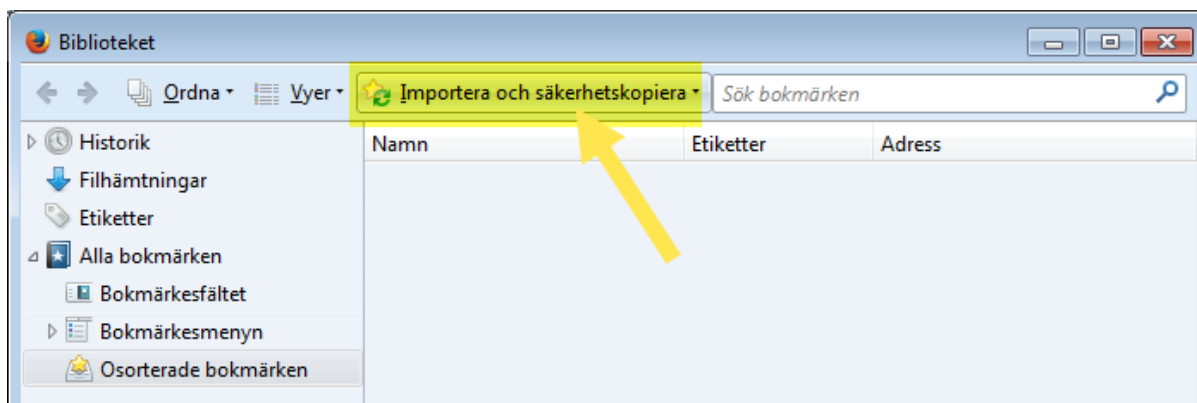 Biblioteket
Ordna Vyer Importera och säkerhetskopiera Sök bokmärken
Historik
Namn Etiketter Adress
Filhämtningar
Etiketter
Alla bokmärken
Bokmärkesfältet
Bokmärkesmenyn
Osorterade bokmärken